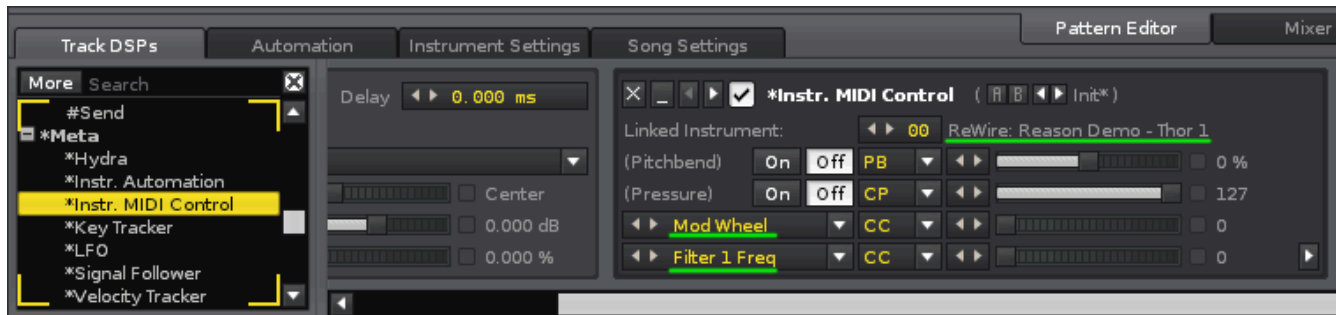 Pattern Editor Mixer
Track DSPs Automation Instrument Settings Song Settings
More Search
#Send
*Meta
*Hydra
*Instr. Automation
*Instr. MIDI Control
*Key Tracker
*LFO
*Signal Follower
*Velocity Tracker
Delay 0.000 ms
Center
0.000 dB
0.000 %
*Instr. MIDI Control ( A B Init* )
Linked Instrument: 00 ReWire: Reason Demo - Thor 1
(Pitchbend) On Off PB 0 %
(Pressure) On Off CP 127
Mod Wheel CC 0
Filter 1 Freq CC 0